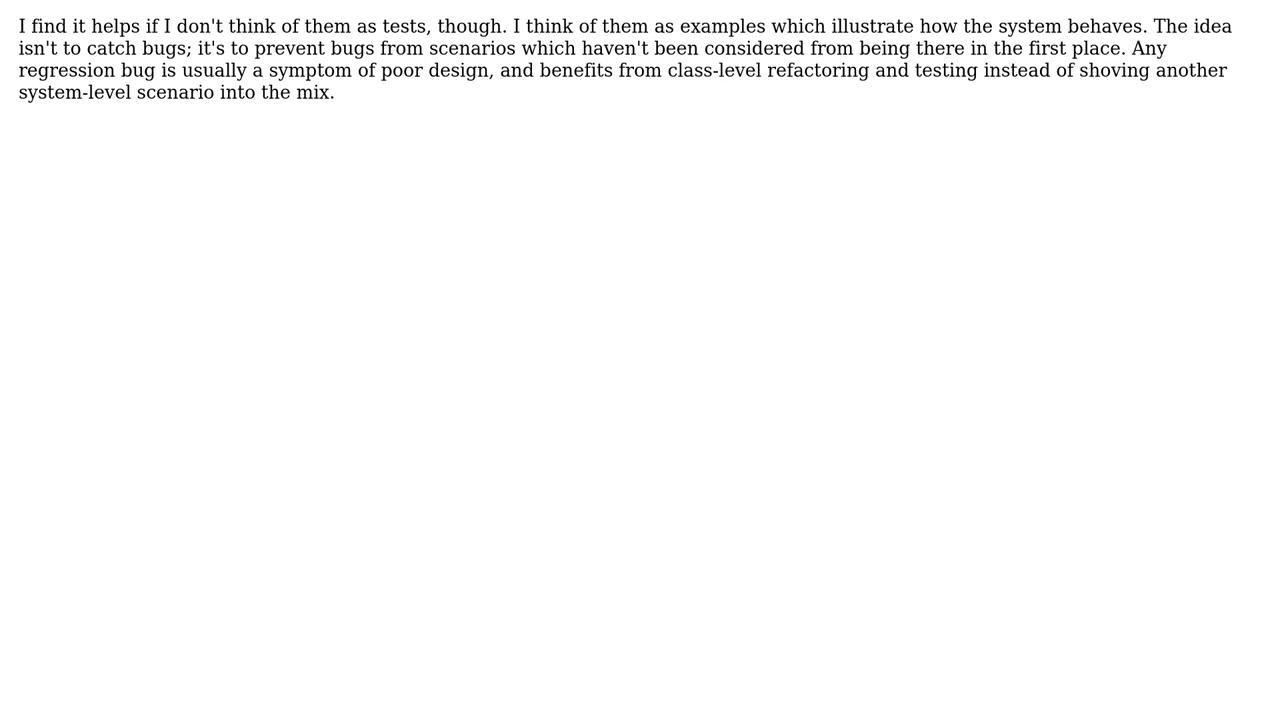 I find it helps if I don't think of them as tests, though. I think of them as examples which illustrate how the system behaves. The idea
isn't to catch bugs; it's to prevent bugs from scenarios which haven't been considered from being there in the first place. Any
regression bug is usually a symptom of poor design, and benefits from class-level refactoring and testing instead of shoving another
system-level scenario into the mix.